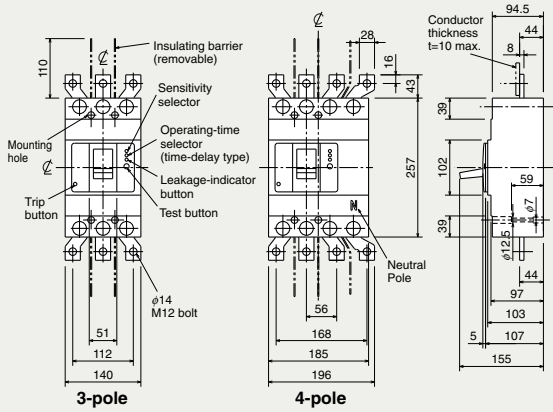 Insulating barrier
(removable)
℄
110
28
16
43
Sensitivity
selector
Operating-time
selector
(time-delay type)
Leakage-indicator
button
Test button
Mounting
hole
℄
Trip
button
φ14
M12 bolt
51
112
140
3-pole
℄
257
N
Neutral
Pole
56
168
185
196
4-pole
Conductor
thickness
t=10 max.
94.5
44
8
39
102
59
φ7
39
φ12.5
44
97
103
5
107
155